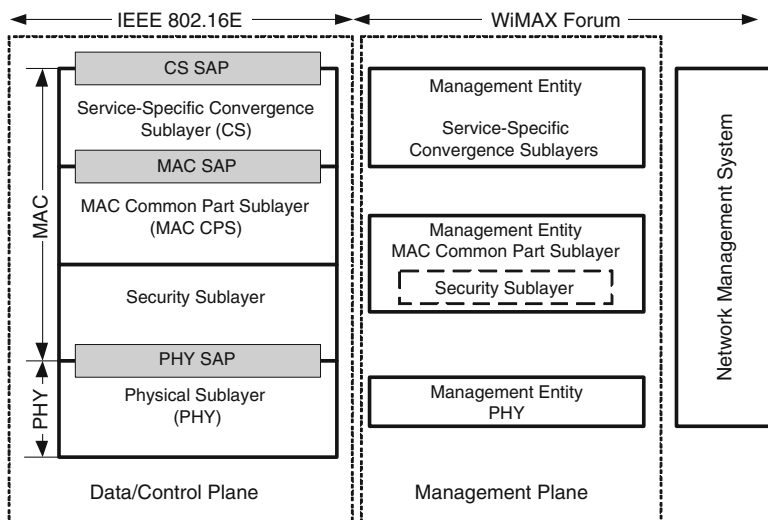 IEEE 802.16E
WiMAX Forum
MAC
PHY
CS SAP
Service-Specific Convergence
Sublayer (CS)
MAC SAP
MAC Common Part Sublayer
(MAC CPS)
Security Sublayer
PHY SAP
Physical Sublayer
(PHY)
Data/Control Plane
Management Entity
Service-Specific
Convergence Sublayers
Management Entity
MAC Common Part Sublayer
Security Sublayer
Management Entity
PHY
Management Plane
Network Management System